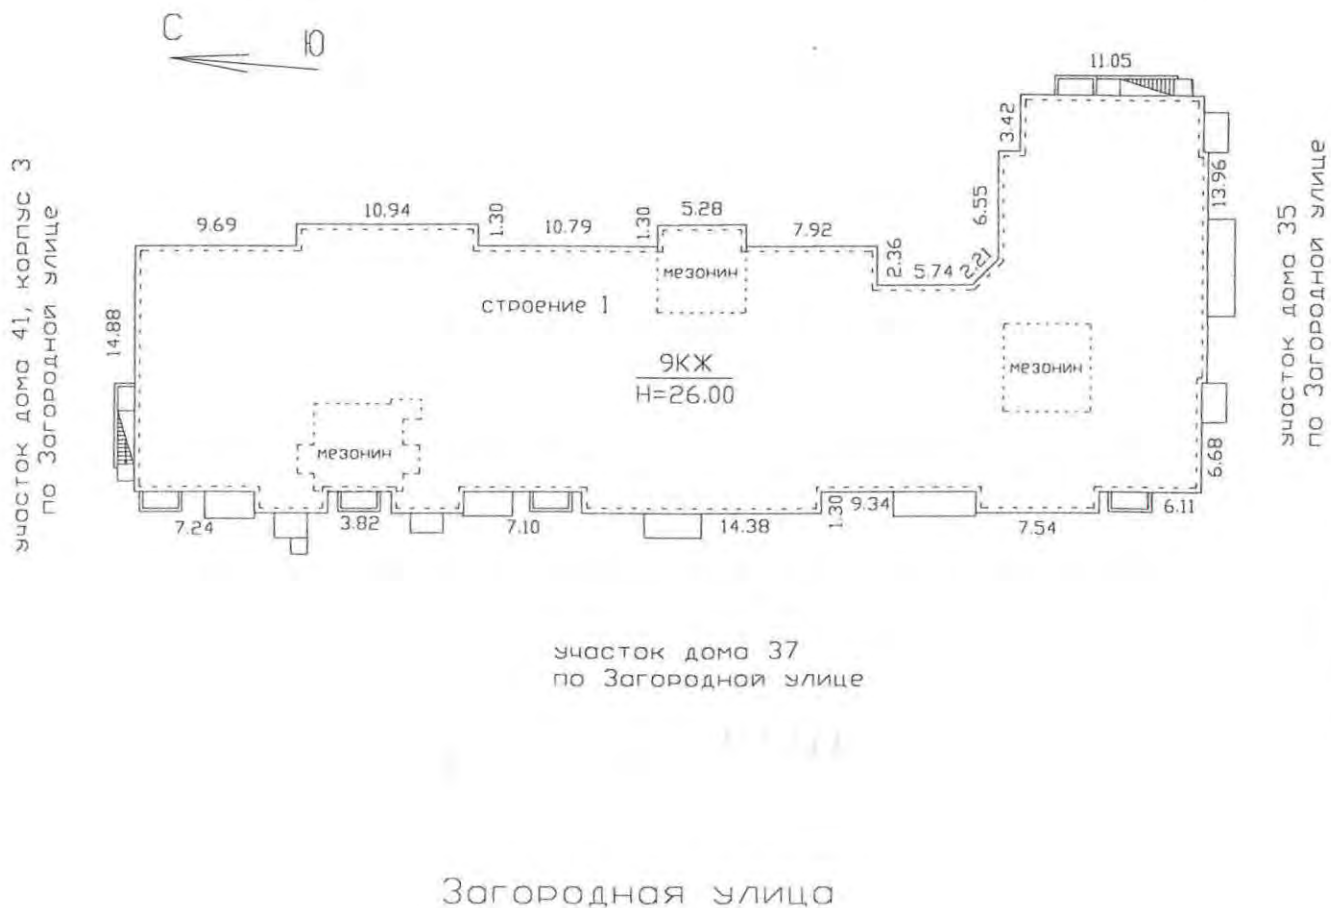 С
Ю
11.05
3.42
13.96
6.55
участок дома 41, карпус 3
по Загородной улице
участок дома 35
по Загородной улице
9.69
10.94
1.30
10.79
1.30
5.28
7.92
2.36
5.74
2.21
мезонин
строение 1
14.88
9КЖ
Н=26.00
мезонин
мезонин
6.68
7.24
3.82
7.10
14.38
1.30
9.34
7.54
6.11
участок дома 37
по Загородной улице
Загородная улица